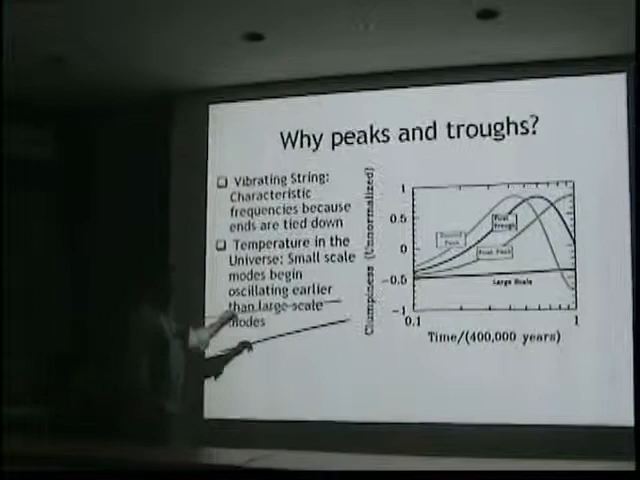 Why peaks and troughs?
Vibrating String:
Characteristic
frequencies because
ends are tied down
Temperature in the
Universe: Small scale
modes begin
oscillating earlier
than large scale
modes
Clumpiness (Unnormalized)
1
0.5
0
-0.5
-1
First
Trough
Second
Peak
First Peak
Large Scale
0.1
1
Time/(400,000 years)